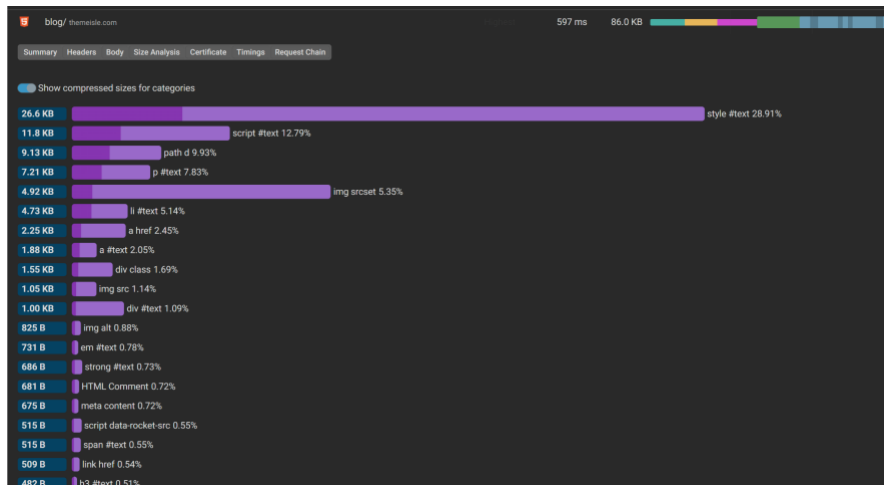 blog/ themeisle.com 597 ms 86.0 KB
Summary Headers Body Size Analysis Certificate Timings Request Chain
Show compressed sizes for categories
26.6 KB style #text 28.91%
11.8 KB script #text 12.79%
9.13 KB path d 9.93%
7.21 KB p #text 7.83%
4.92 KB img srcset 5.35%
4.73 KB li #text 5.14%
2.25 KB a href 2.45%
1.88 KB a #text 2.05%
1.55 KB div class 1.69%
1.05 KB img src 1.14%
1.00 KB div #text 1.09%
825 B img alt 0.88%
731 B em #text 0.78%
686 B strong #text 0.73%
681 B HTML Comment 0.72%
675 B meta content 0.72%
515 B script data-rocket-src 0.55%
515 B span #text 0.55%
509 B link href 0.54%
482 B h3 #text 0.51%